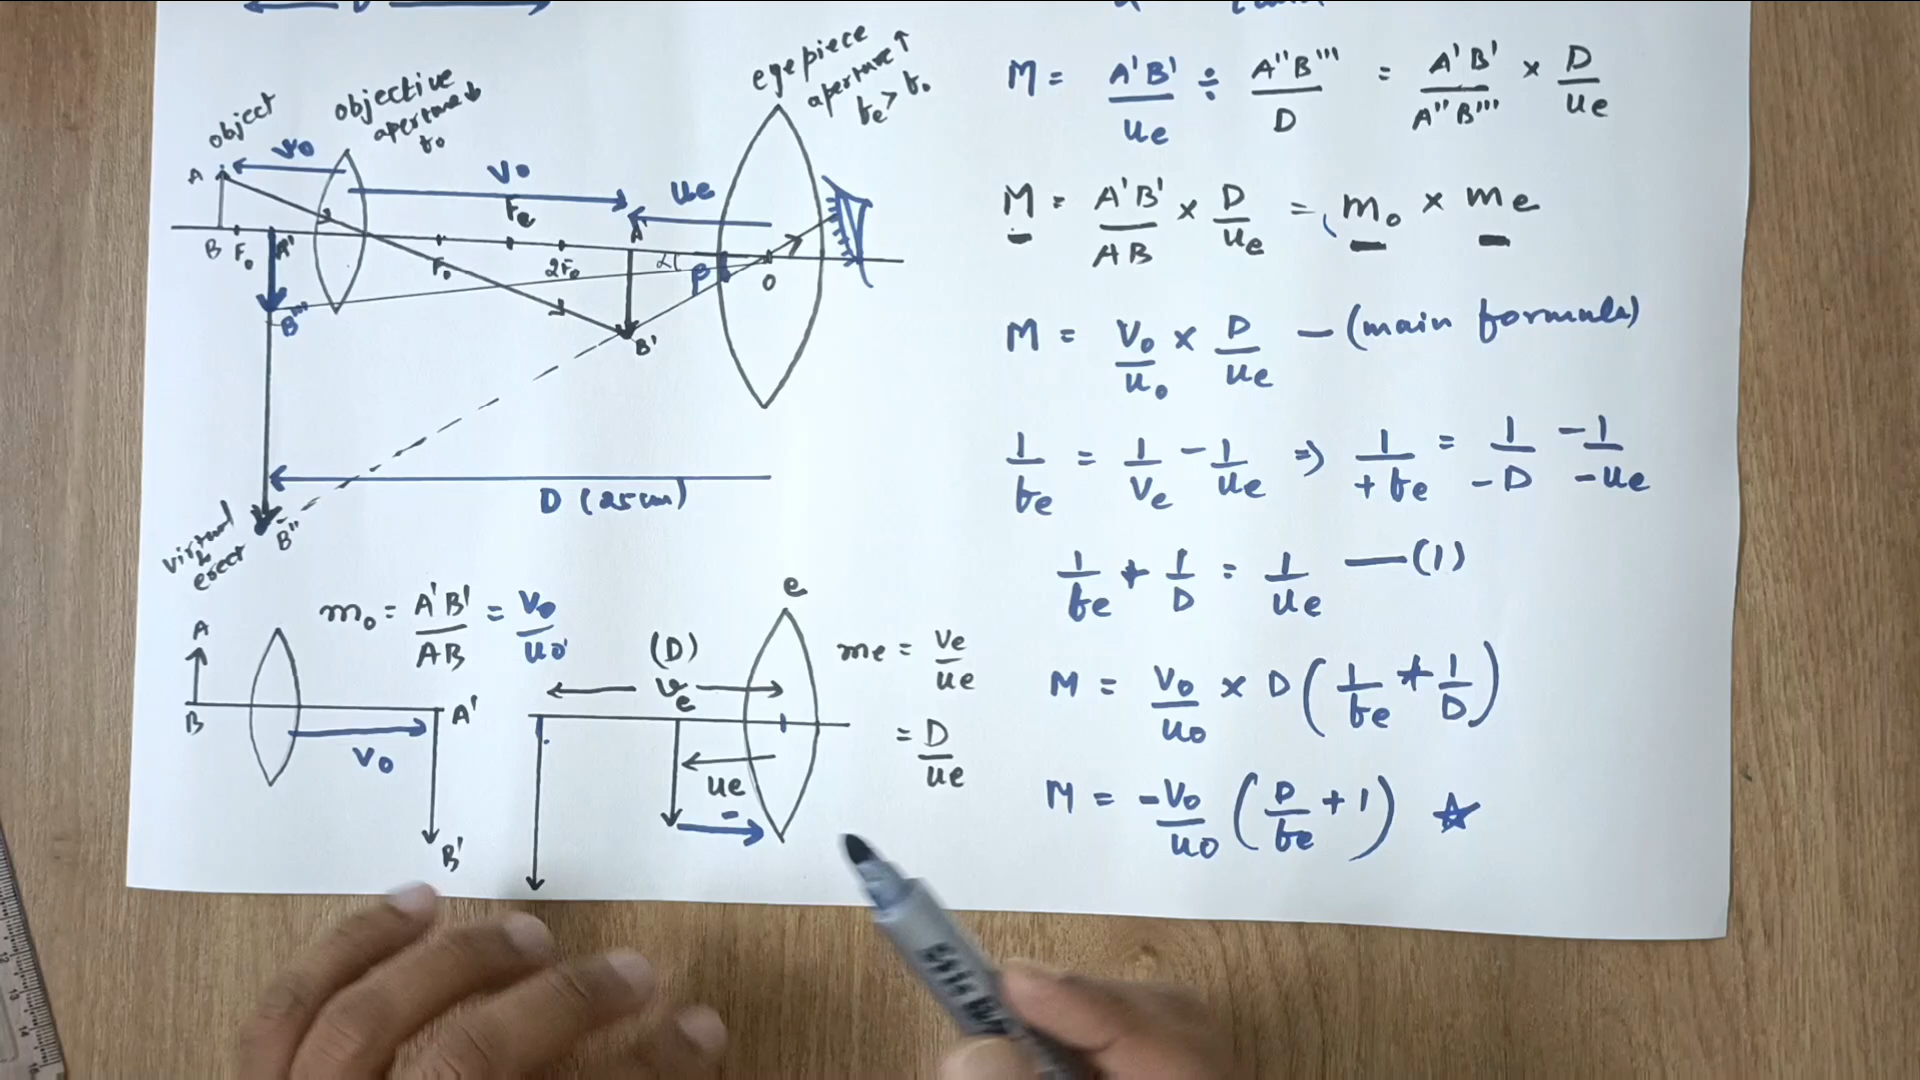 D
eyepiece
aperture↑
fe > fo
objective
aperture↓
fo
object
vo
Vo
ue
Fe
A
B
Fo
A'
Fo
2Fo
A'
α
β
O
B'''
B'
D (25cm)
virtual
&
erect
B''
A
B
mo = A'B'/AB = Vo/uo
A'
Vo
B'
e
(D)
ve
ue
-
me = Ve/ue
= D/ue
M = A'B'/ue ÷ A''B'''/D = A'B'/A''B''' × D/ue
M = A'B'/AB × D/ue = mo × me
M = Vo/uo × D/ue — (main formula)
1/fe = 1/Ve - 1/ue ⇒ 1/+fe = 1/-D - 1/-ue
1/fe + 1/D = 1/ue —(1)
M = Vo/uo × D (1/fe + 1/D)
M = -Vo/uo (D/fe + 1) ☆